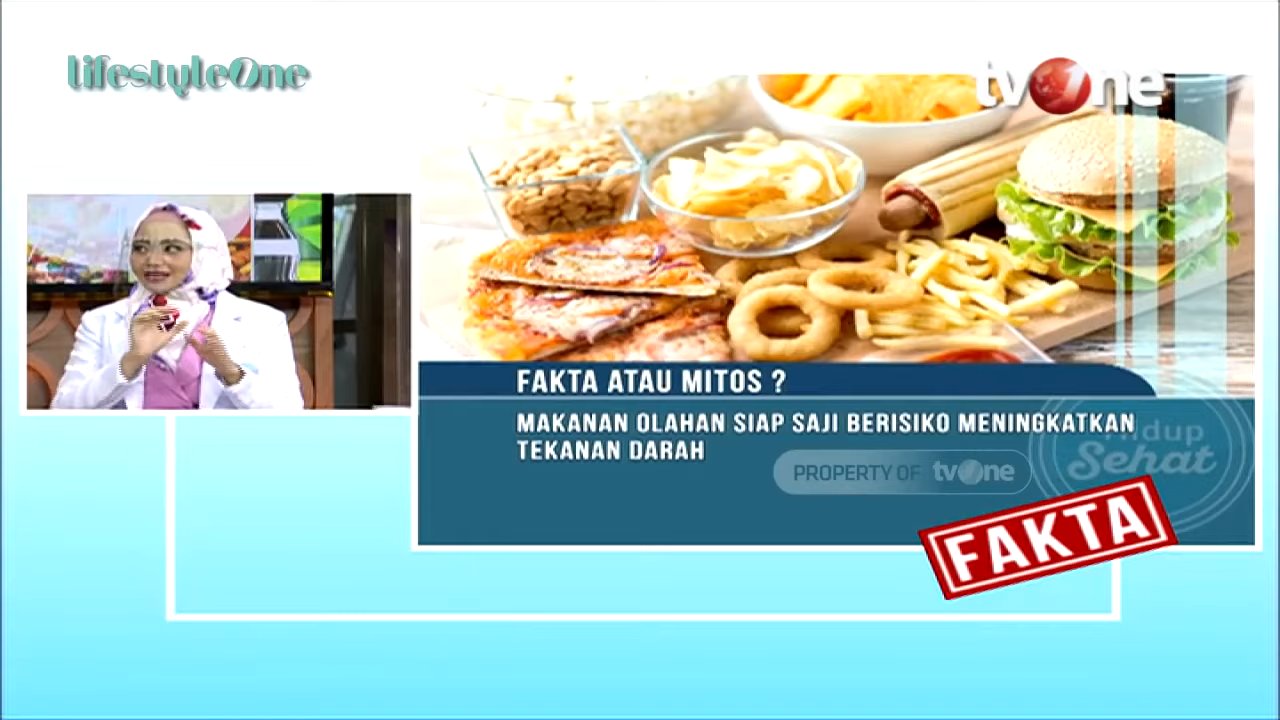 lifestyleOne
tvOne
FAKTA ATAU MITOS ?
MAKANAN OLAHAN SIAP SAJI BERISIKO MENINGKATKAN
TEKANAN DARAH
Hidup
Sehat
PROPERTY OF tvOne
FAKTA